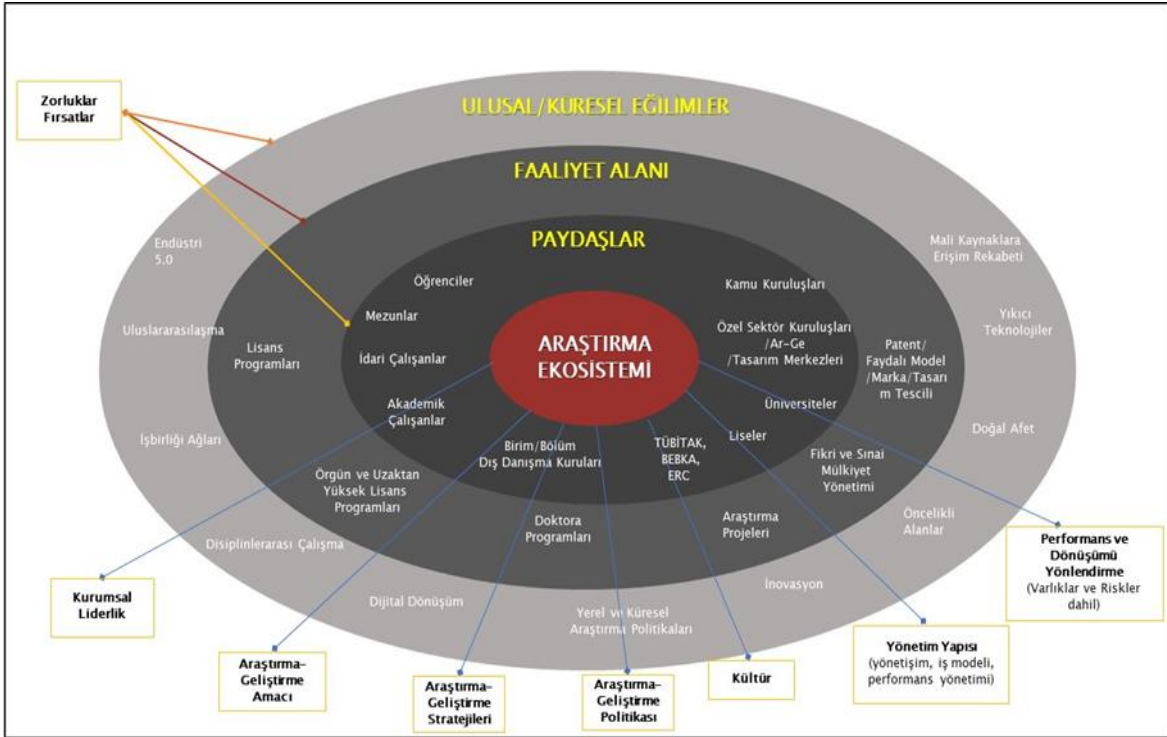 ULUSAL/KÜRESEL EĞİLİMLER
Zorluklar
Fırsatlar
FAALİYET ALANI
PAYDAŞLAR
Endüstri
5.0
Mali Kaynaklara
Erişim Rekabeti
Öğrenciler
Kamu Kuruluşları
Mezunlar
Yıkıcı
Teknolojiler
Uluslararasılaşma
Özel Sektör Kuruluşları
/Ar-Ge
/Tasarım Merkezleri
Lisans
Programları
ARAŞTIRMA
EKOSİSTEMİ
İdari Çalışanlar
Patent/
Faydalı Model
/Marka/Tasarı
m Tescili
Akademik
Çalışanlar
Üniversiteler
İşbirliği Ağları
Birim/Bölüm
Dış Danışma Kuruları
TÜBİTAK,
BEBKA,
ERC
Liseler
Doğal Afet
Örgün ve Uzaktan
Yüksek Lisans
Programları
Fikri ve Sınai
Mülkiyet
Yönetimi
Doktora
Programları
Araştırma
Projeleri
Öncelikli
Alanlar
Disiplinlerarası Çalışma
Performans ve
Dönüşümü
Yönlendirme
(Varlıklar ve Riskler
dahil)
Kurumsal
Liderlik
Dijital Dönüşüm
Yerel ve Küresel
Araştırma Politikaları
İnovasyon
Yönetim Yapısı
(yönetişim, iş modeli,
performans yönetimi)
Araştırma-
Geliştirme
Amacı
Araştırma-
Geliştirme
Stratejileri
Araştırma-
Geliştirme
Politikası
Kültür